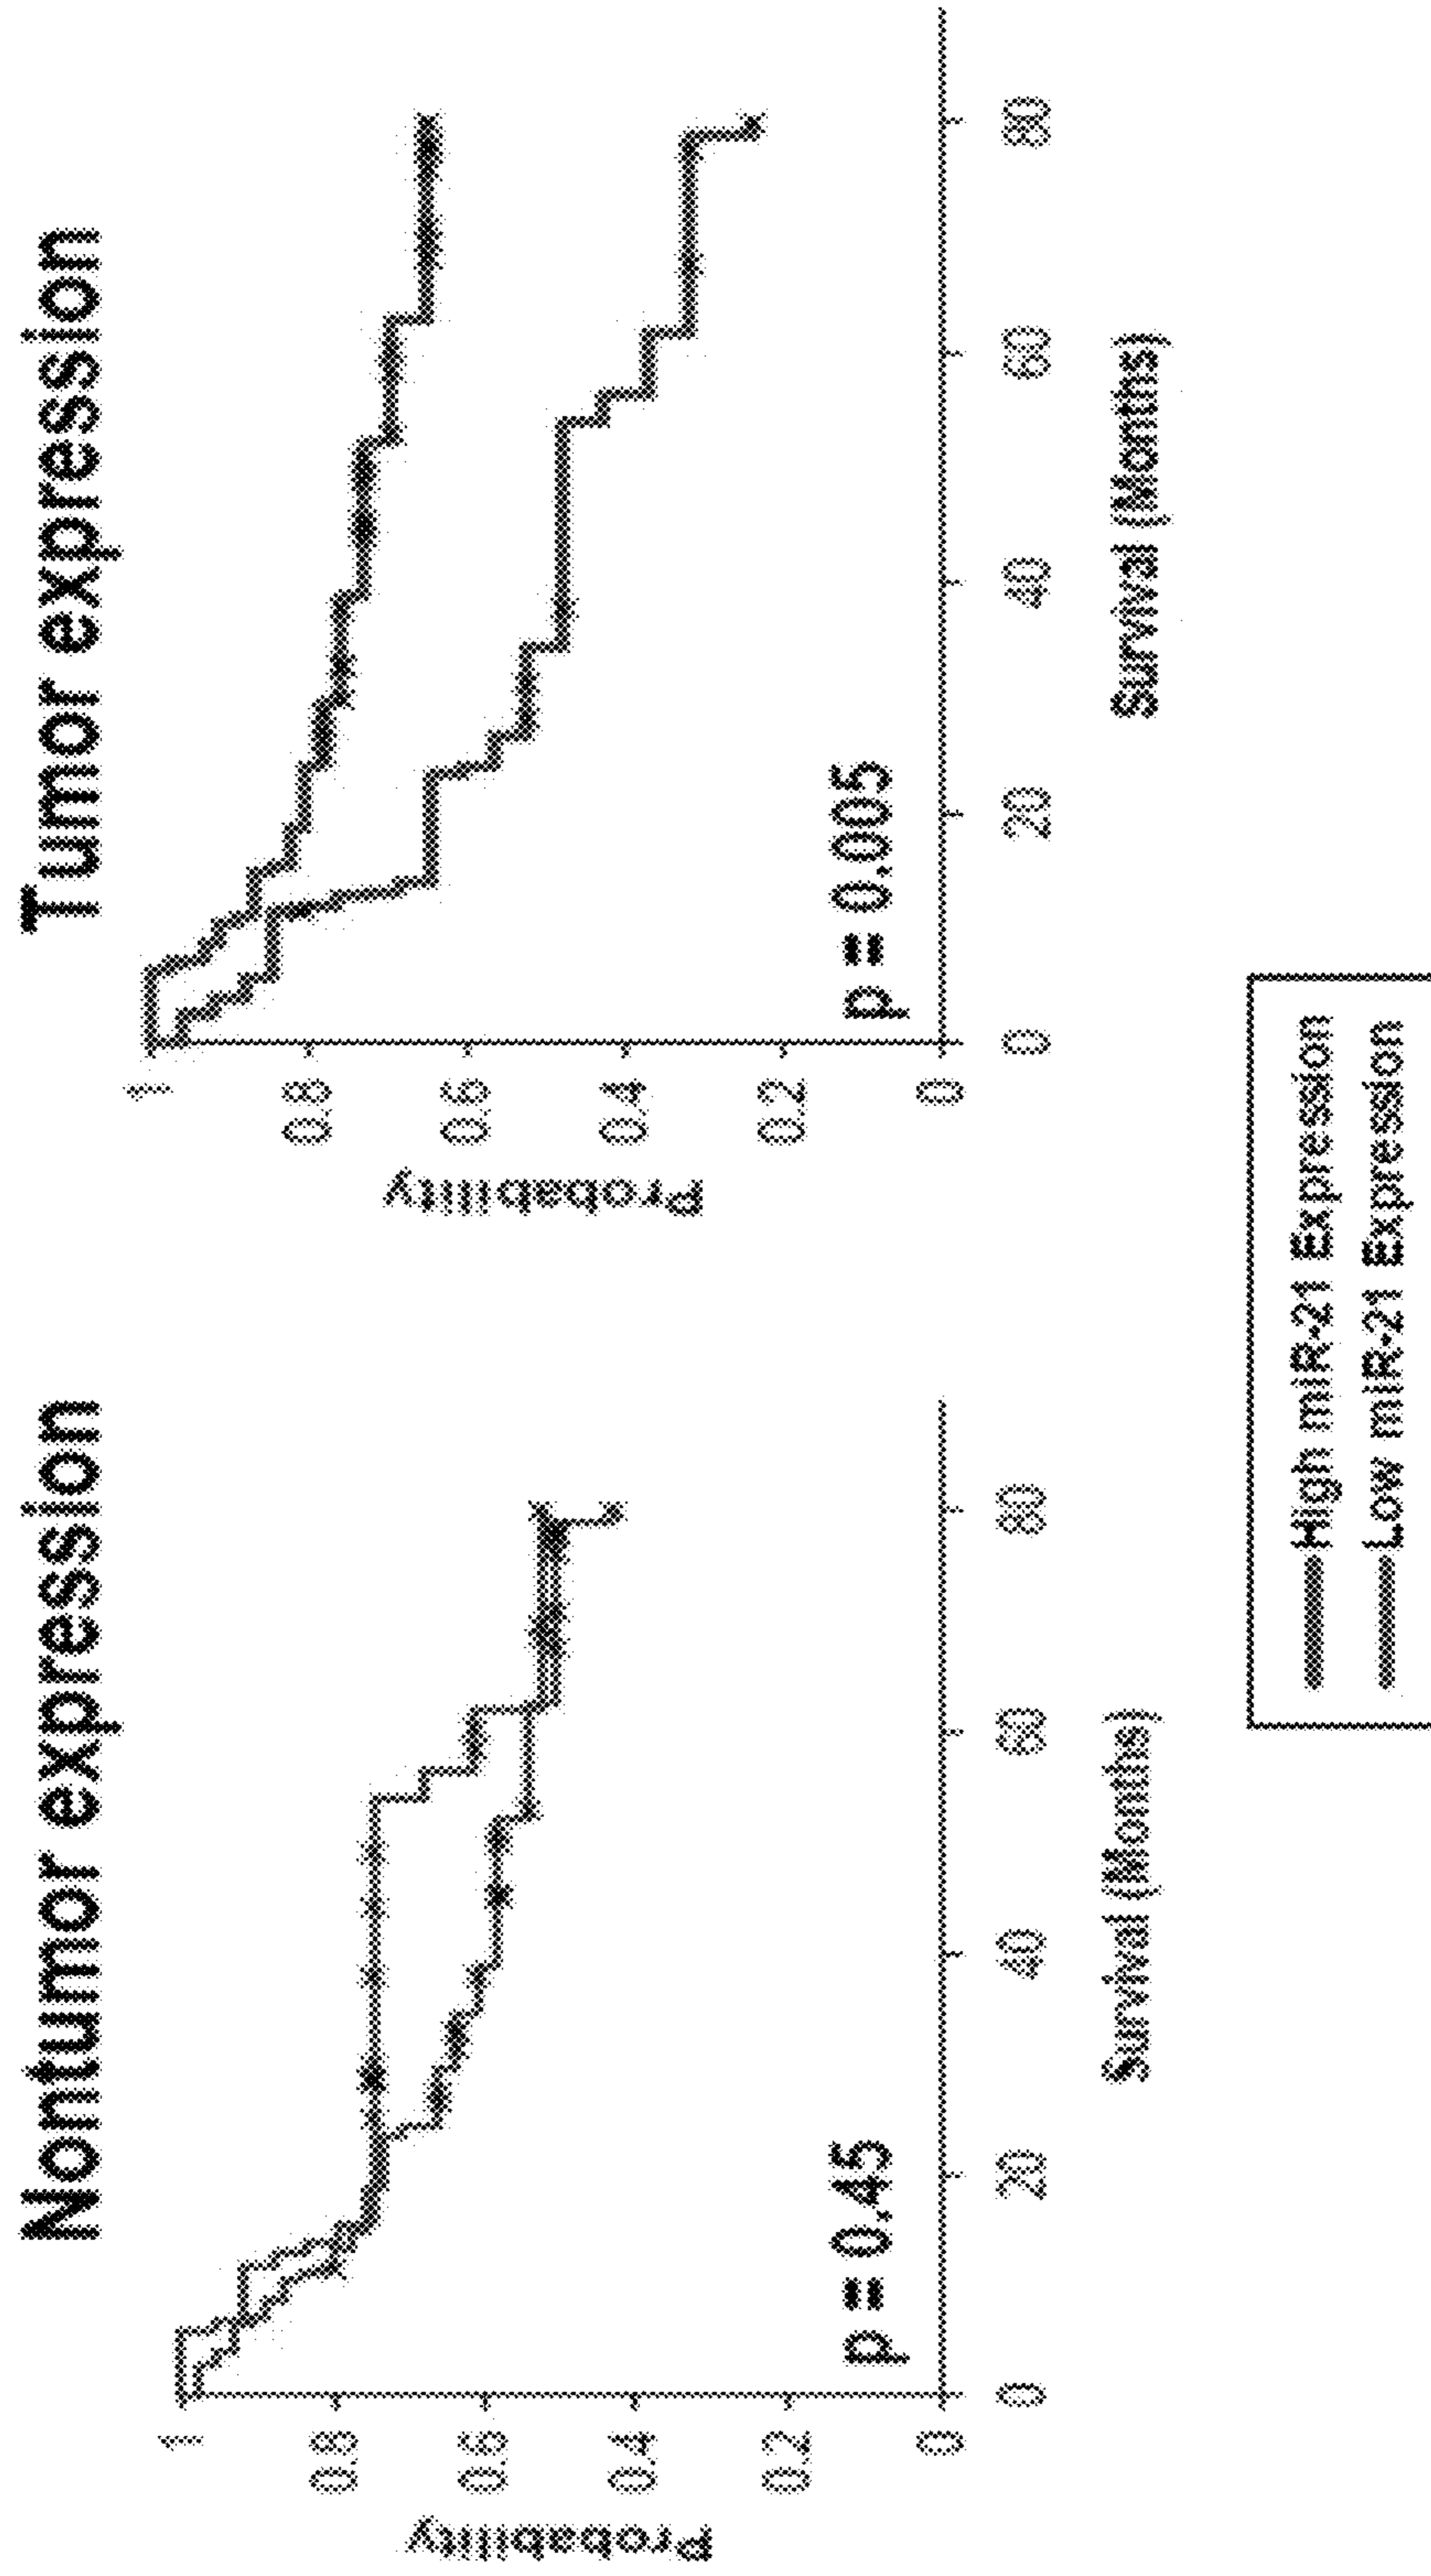 Nontumor expression
Probability
1
0.8
0.6
0.4
0.2
0
p = 0.45
0 20 40 60 80
Survival (Months)
Tumor expression
Probability
1
0.8
0.6
0.4
0.2
0
p = 0.005
0 20 40 60 80
Survival (Months)
High miR-21 Expression
Low miR-21 Expression